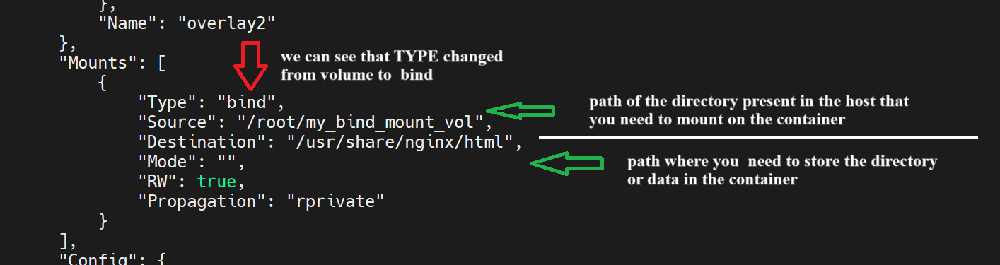 },
"Name": "overlay2"
},
"Mounts": [
we can see that TYPE changed
from volume to  bind
{
"Type": "bind",
path of the directory present in the host that
you need to mount on the container
"Source": "/root/my_bind_mount_vol",
"Destination": "/usr/share/nginx/html",
"Mode": "",
path where you  need to store the directory
or data in the container
"RW": true,
"Propagation": "rprivate"
}
],
"Config": {